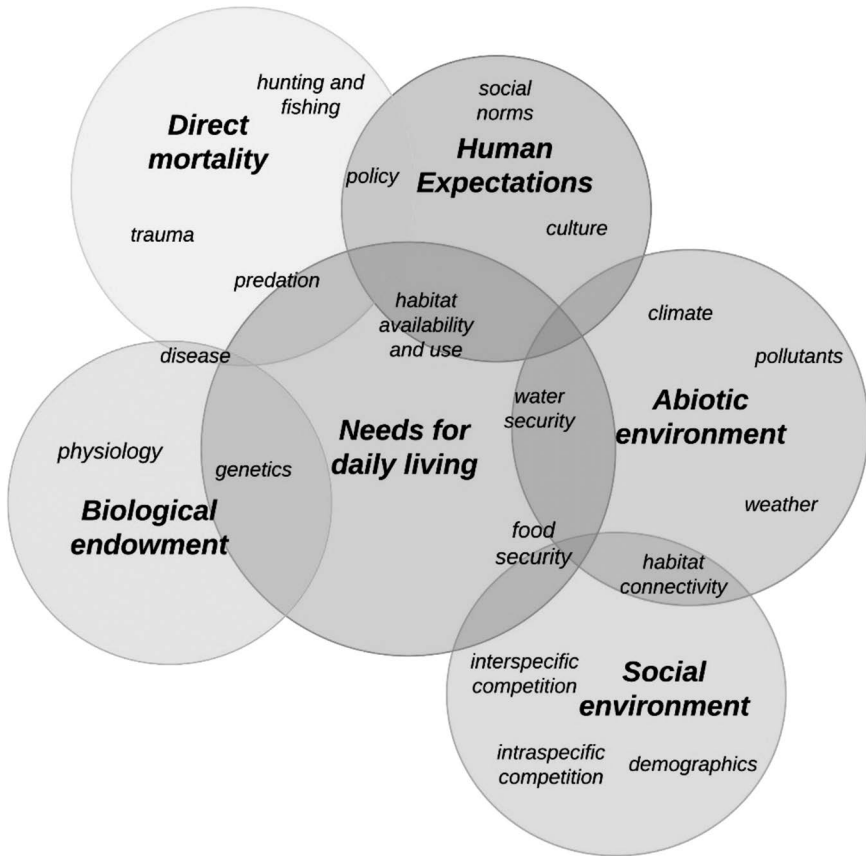 hunting and
fishing
Direct
mortality
trauma
predation
social
norms
Human
Expectations
policy
culture
habitat
availability
and use
climate
pollutants
Abiotic
environment
weather
water
security
Needs for
daily living
disease
physiology
genetics
Biological
endowment
food
security
habitat
connectivity
interspecific
competition
Social
environment
intraspecific
competition
demographics